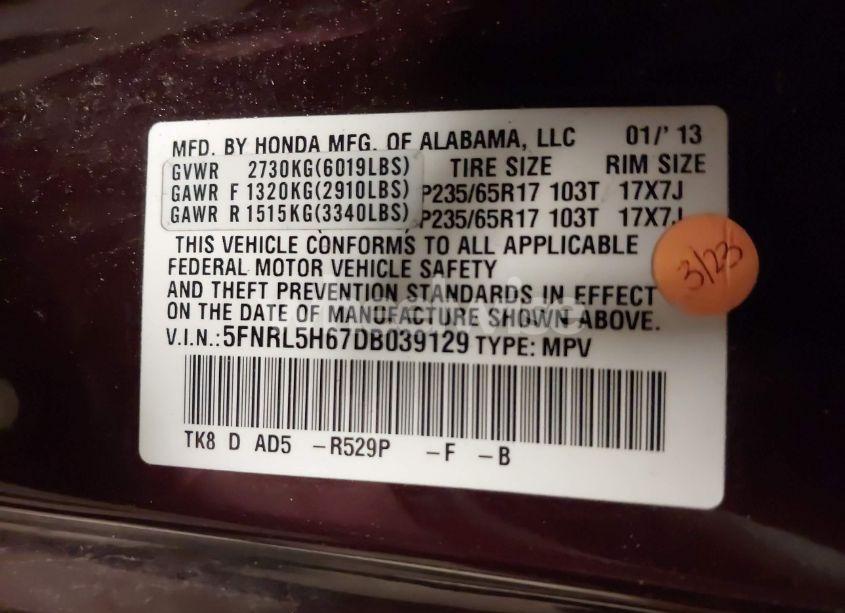 MFD. BY HONDA MFG. OF ALABAMA, LLC 01/'13
GVWR 2730KG(6019LBS) TIRE SIZE RIM SIZE
GAWR F 1320KG(2910LBS) P235/65R17 103T 17X7J
GAWR R 1515KG(3340LBS) P235/65R17 103T 17X7J
THIS VEHICLE CONFORMS TO ALL APPLICABLE
FEDERAL MOTOR VEHICLE SAFETY
AND THEFT PREVENTION STANDARDS IN EFFECT
ON THE DATE OF MANUFACTURE SHOWN ABOVE.
V.I.N.:5FNRL5H67DB039129 TYPE: MPV
TK8 D AD5 -R529P -F -B
3/23